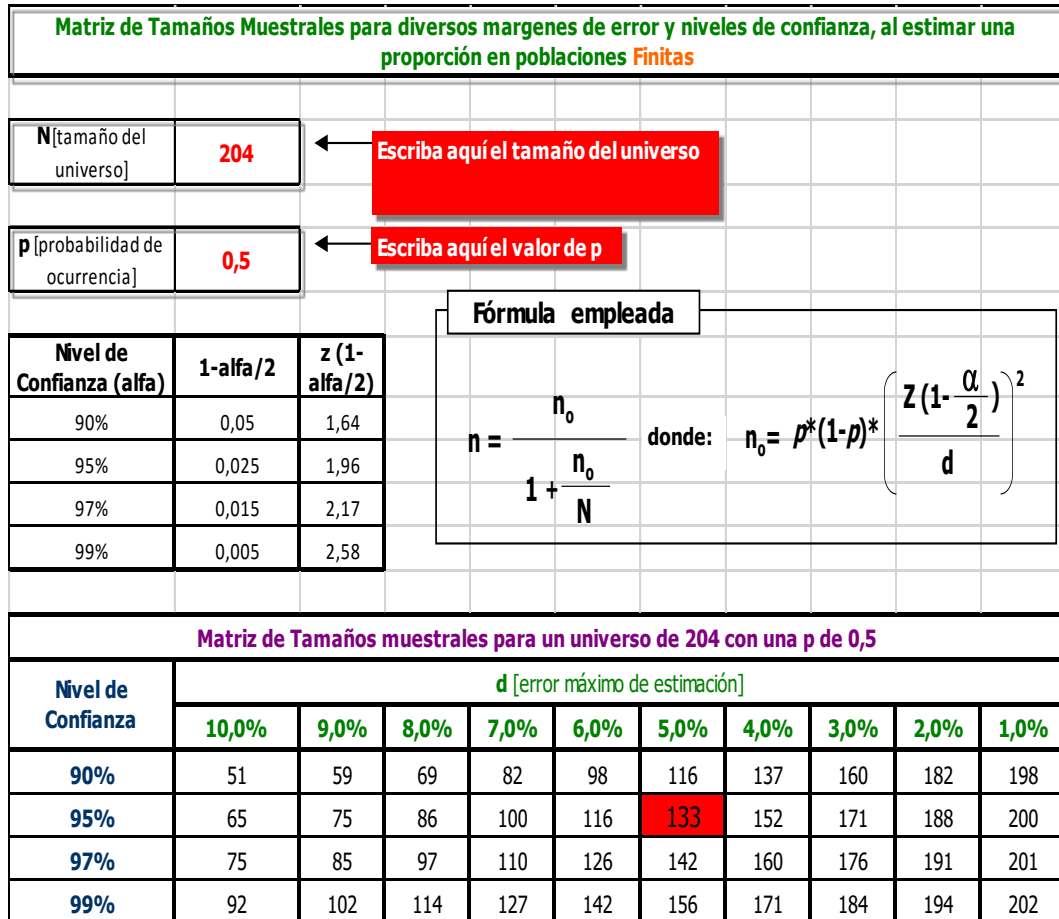 Matriz de Tamaños Muestrales para diversos margenes de error y niveles de confianza, al estimar una
proporción en poblaciones Finitas
N[tamaño del
universo]
204
Escriba aquí el tamaño del universo
p [probabilidad de
ocurrencia]
0,5
Escriba aquí el valor de p
Fórmula empleada
n = n₀ / (1 + n₀/N) donde: n₀ = p*(1-p)* (Z (1- α/2) / d)²
Nivel de Confianza (alfa) 1-alfa/2 z (1-alfa/2)
90% 0,05 1,64
95% 0,025 1,96
97% 0,015 2,17
99% 0,005 2,58
Matriz de Tamaños muestrales para un universo de 204 con una p de 0,5
Nivel de
Confianza
d [error máximo de estimación]
10,0% 9,0% 8,0% 7,0% 6,0% 5,0% 4,0% 3,0% 2,0% 1,0%
90% 51 59 69 82 98 116 137 160 182 198
95% 65 75 86 100 116 133 152 171 188 200
97% 75 85 97 110 126 142 160 176 191 201
99% 92 102 114 127 142 156 171 184 194 202